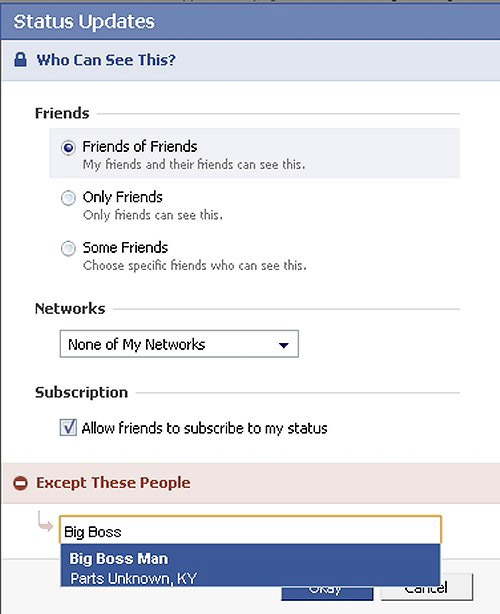 Status Updates
Who Can See This?
Friends
Friends of Friends
My friends and their friends can see this.
Only Friends
Only friends can see this.
Some Friends
Choose specific friends who can see this.
Networks
None of My Networks
Subscription
Allow friends to subscribe to my status
Except These People
Big Boss
Big Boss Man
Parts Unknown, KY
Okay Cancel